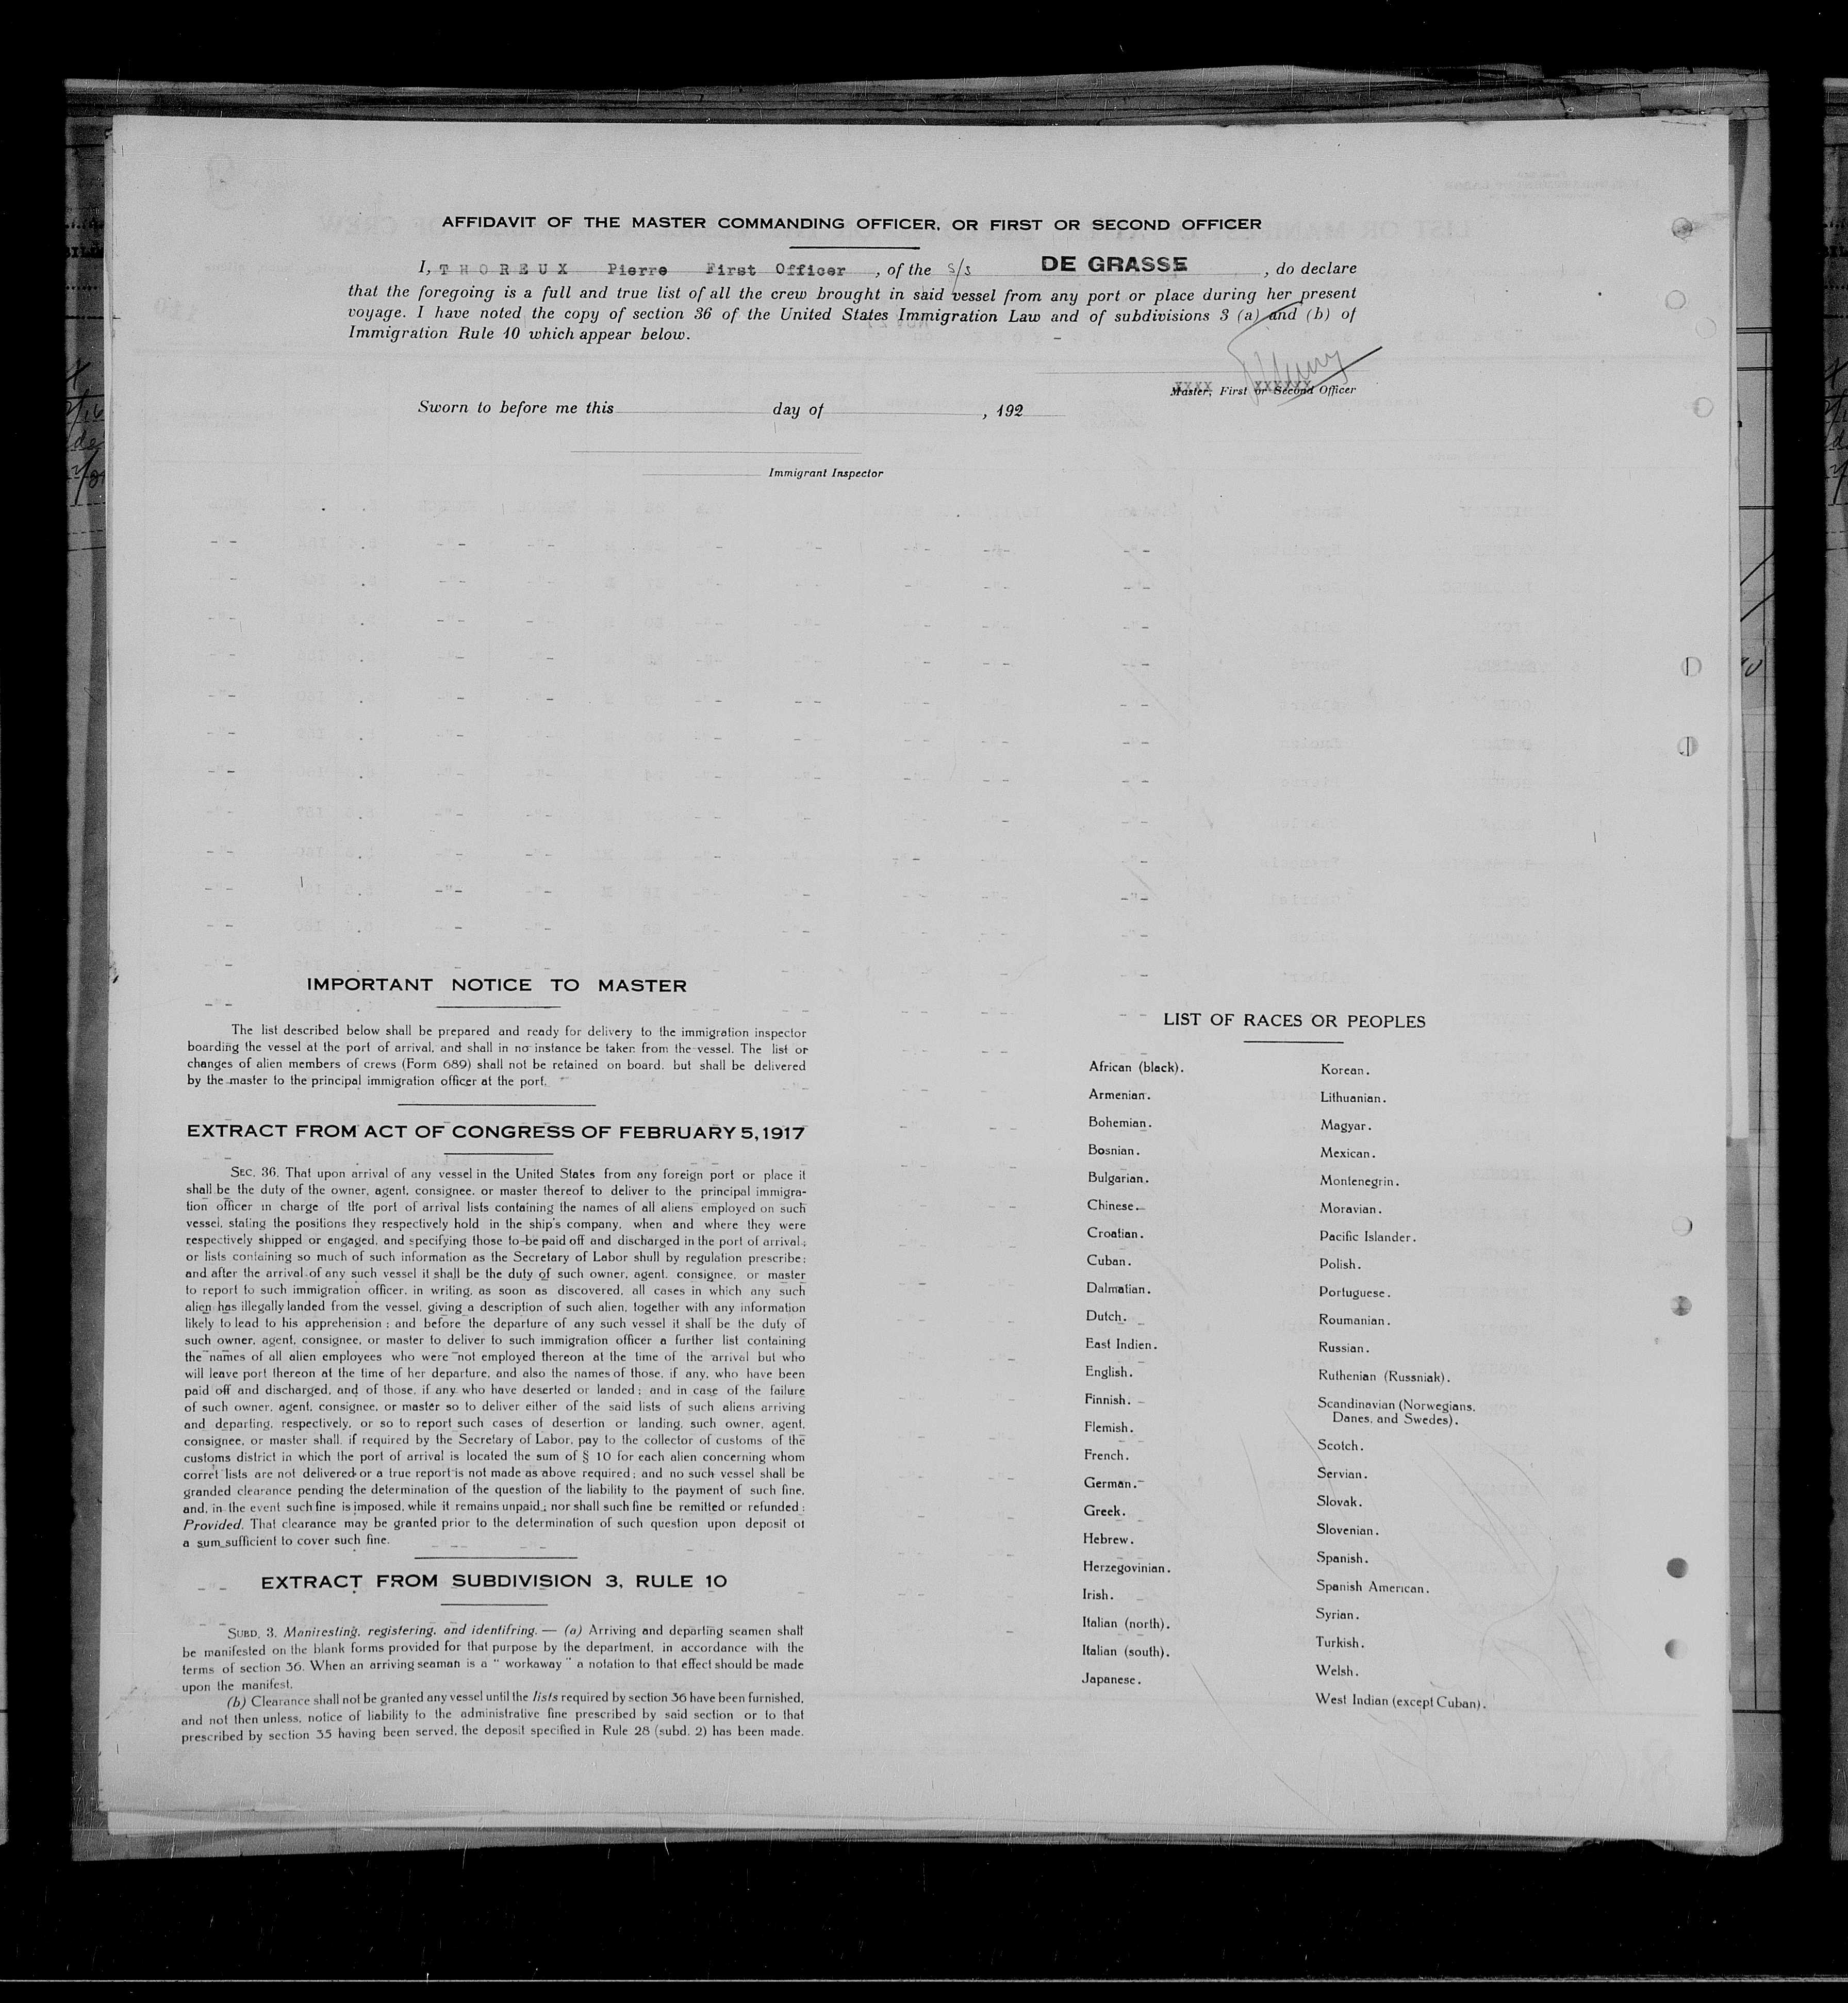 AFFIDAVIT OF THE MASTER COMMANDING OFFICER, OR FIRST OR SECOND OFFICER
I, THOREUX Pierre First Officer, of the S/S DE GRASSE, do declare
that the foregoing is a full and true list of all the crew brought in said vessel from any port or place during her present
voyage. I have noted the copy of section 36 of the United States Immigration Law and of subdivisions 3 (a) and (b) of
Immigration Rule 10 which appear below.
Master, First or Second Officer
Sworn to before me this day of , 192
Immigrant Inspector
IMPORTANT NOTICE TO MASTER
The list described below shall be prepared and ready for delivery to the immigration inspector
boarding the vessel at the port of arrival, and shall in no instance be taken from the vessel. The list or
changes of alien members of crews (Form 689) shall not be retained on board, but shall be delivered
by the master to the principal immigration officer at the port.
EXTRACT FROM ACT OF CONGRESS OF FEBRUARY 5, 1917
SEC. 36. That upon arrival of any vessel in the United States from any foreign port or place it
shall be the duty of the owner, agent, consignee, or master thereof to deliver to the principal immigra-
tion officer in charge of the port of arrival lists containing the names of all aliens employed on such
vessel, stating the positions they respectively hold in the ship's company, when and where they were
respectively shipped or engaged, and specifying those to be paid off and discharged in the port of arrival;
or lists containing so much of such information as the Secretary of Labor shull by regulation prescribe;
and after the arrival of any such vessel it shall be the duty of such owner, agent, consignee, or master
to report to such immigration officer, in writing, as soon as discovered, all cases in which any such
alien has illegally landed from the vessel, giving a description of such alien, together with any information
likely to lead to his apprehension; and before the departure of any such vessel it shall be the duty of
such owner, agent, consignee, or master to deliver to such immigration officer a further list containing
the names of all alien employees who were not employed thereon at the time of the arrival but who
will leave port thereon at the time of her departure, and also the names of those, if any, who have been
paid off and discharged, and of those, if any who have deserted or landed; and in case of the failure
of such owner, agent, consignee, or master so to deliver either of the said lists of such aliens arriving
and departing, respectively, or so to report such cases of desertion or landing, such owner, agent,
consignee, or master shall, if required by the Secretary of Labor, pay to the collector of customs of the
customs district in which the port of arrival is located the sum of § 10 for each alien concerning whom
corret lists are not delivered or a true report is not made as above required; and no such vessel shall be
granded clearance pending the determination of the question of the liability to the payment of such fine,
and, in the event such fine is imposed, while it remains unpaid; nor shall such fine be remitted or refunded:
Provided, That clearance may be granted prior to the determination of such question upon deposit of
a sum sufficient to cover such fine.
EXTRACT FROM SUBDIVISION 3, RULE 10
SUBD. 3. Maniresting, registering, and identifring. — (a) Arriving and departing seamen shall
be manifested on the blank forms provided for that purpose by the department, in accordance with the
terms of section 36. When an arriving seaman is a " workaway " a notation to that effect should be made
upon the manifest.
(b) Clearance shall not be granted any vessel until the lists required by section 36 have been furnished,
and not then unless, notice of liability to the administrative fine prescribed by said section or to that
prescribed by section 35 having been served, the deposit specified in Rule 28 (subd. 2) has been made.
LIST OF RACES OR PEOPLES
African (black).
Armenian.
Bohemian.
Bosnian.
Bulgarian.
Chinese.
Croatian.
Cuban.
Dalmatian.
Dutch.
East Indien.
English.
Finnish.
Flemish.
French.
German.
Greek.
Hebrew.
Herzegovinian.
Irish.
Italian (north).
Italian (south).
Japanese.
Korean.
Lithuanian.
Magyar.
Mexican.
Montenegrin.
Moravian.
Pacific Islander.
Polish.
Portuguese.
Roumanian.
Russian.
Ruthenian (Russniak).
Scandinavian (Norwegians,
Danes, and Swedes).
Scotch.
Servian.
Slovak.
Slovenian.
Spanish.
Spanish American.
Syrian.
Turkish.
Welsh.
West Indian (except Cuban).